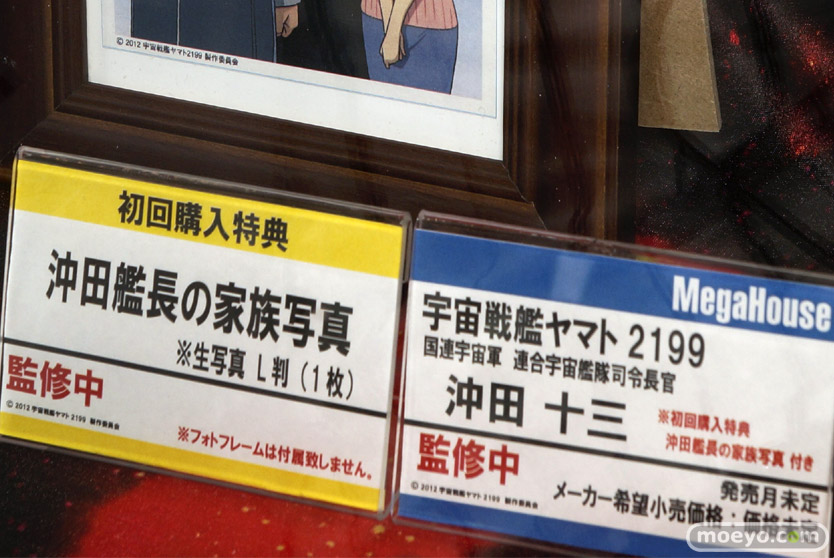 © 2012 宇宙戦艦ヤマト2199 製作委員会
初回購入特典
沖田艦長の家族写真
※生写真 L判（1枚）
監修中
© 2012 宇宙戦艦ヤマト2199 製作委員会
※フォトフレームは付属致しません。
MegaHouse
宇宙戦艦ヤマト 2199
国連宇宙軍 連合宇宙艦隊司令長官
沖田 十三
※初回購入特典
沖田艦長の家族写真 付き
監修中
発売月未定
© 2012 宇宙戦艦ヤマト2199 製作委員会
メーカー希望小売価格：価格未定
moeyo.com